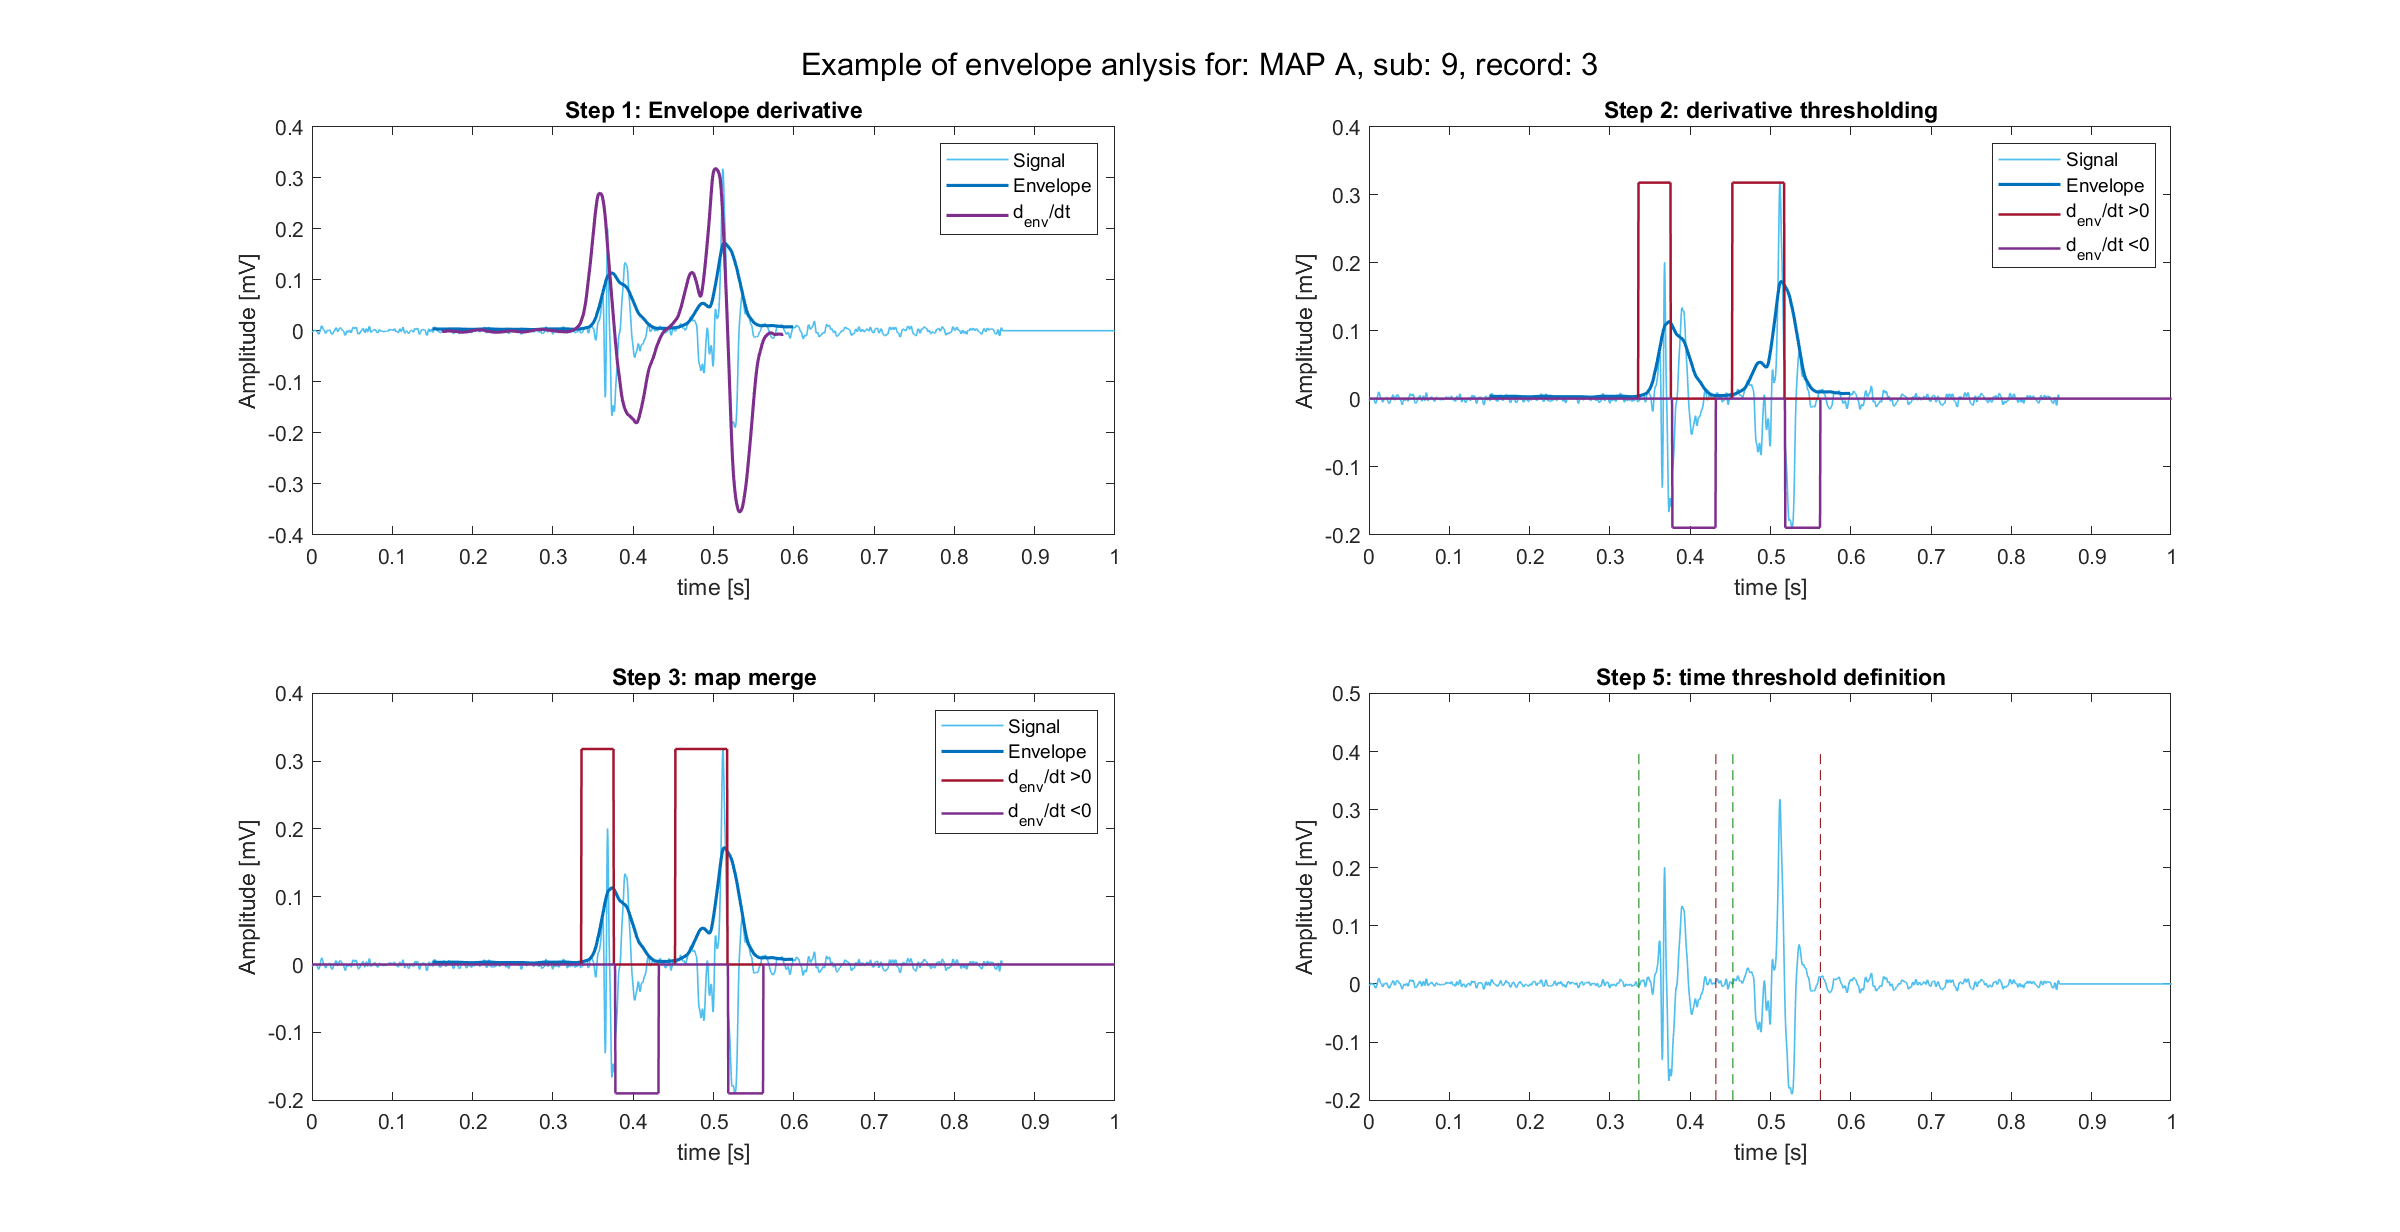 Example of envelope anlysis for: MAP A, sub: 9, record: 3
Step 1: Envelope derivative
0.4
0.3
0.2
0.1
0
-0.1
-0.2
-0.3
-0.4
Amplitude [mV]
0 0.1 0.2 0.3 0.4 0.5 0.6 0.7 0.8 0.9 1
time [s]
Signal
Envelope
d_env/dt
Step 2: derivative thresholding
0.4
0.3
0.2
0.1
0
-0.1
-0.2
Amplitude [mV]
0 0.1 0.2 0.3 0.4 0.5 0.6 0.7 0.8 0.9 1
time [s]
Signal
Envelope
d_env/dt >0
d_env/dt <0
Step 3: map merge
0.4
0.3
0.2
0.1
0
-0.1
-0.2
Amplitude [mV]
0 0.1 0.2 0.3 0.4 0.5 0.6 0.7 0.8 0.9 1
time [s]
Signal
Envelope
d_env/dt >0
d_env/dt <0
Step 5: time threshold definition
0.5
0.4
0.3
0.2
0.1
0
-0.1
-0.2
Amplitude [mV]
0 0.1 0.2 0.3 0.4 0.5 0.6 0.7 0.8 0.9 1
time [s]